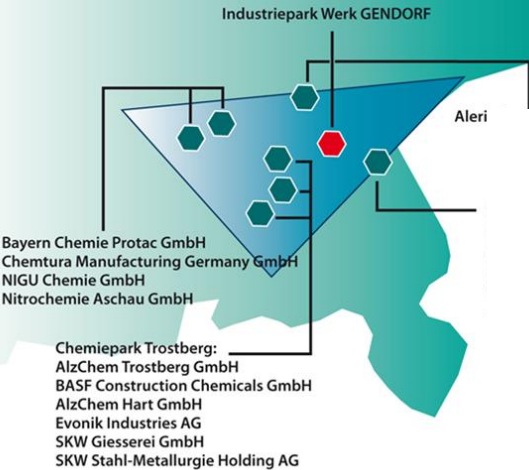 Industriepark Werk GENDORF
Aleri
Bayern Chemie Protac GmbH
Chemtura Manufacturing Germany GmbH
NIGU Chemie GmbH
Nitrochemie Aschau GmbH
Chemiepark Trostberg:
AlzChem Trostberg GmbH
BASF Construction Chemicals GmbH
AlzChem Hart GmbH
Evonik Industries AG
SKW Giesserei GmbH
SKW Stahl-Metallurgie Holding AG